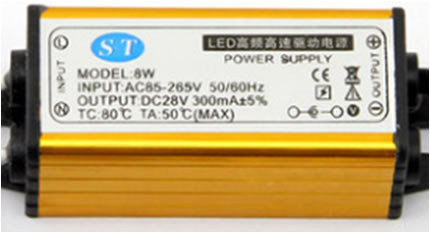 L
INPUT
N
ST
LED高频高速驱动电源
POWER SUPPLY
MODEL:8W
INPUT:AC85-265V 50/60Hz
OUTPUT:DC28V 300mA±5%
TC:80℃ TA:50℃(MAX)
CE
V
+
OUTPUT
-